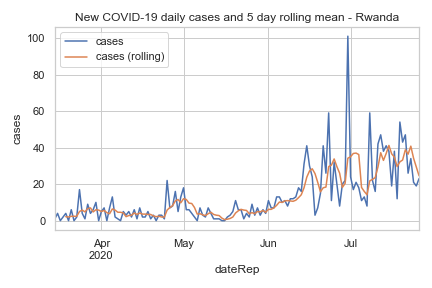 New COVID-19 daily cases and 5 day rolling mean - Rwanda
cases
cases (rolling)
100
80
60
40
20
0
cases
Apr
2020
May
Jun
Jul
dateRep